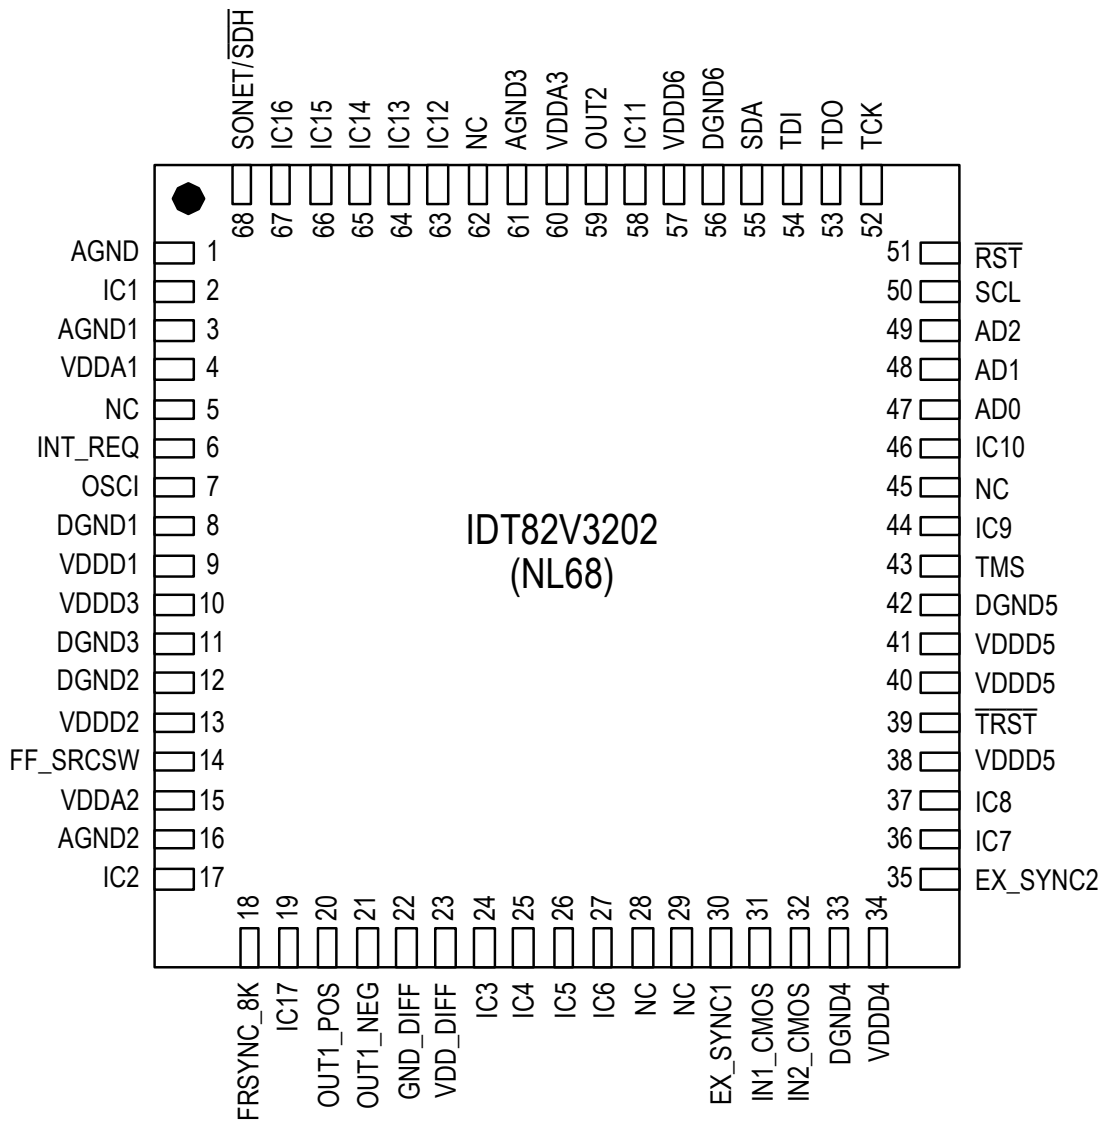 SONET/SDH
IC16
IC15
IC14
IC13
IC12
NC
AGND3
VDDA3
OUT2
IC11
VDDD6
DGND6
SDA
TDI
TDO
TCK
68
67
66
65
64
63
62
61
60
59
58
57
56
55
54
53
52
AGND 1
IC1 2
AGND1 3
VDDA1 4
NC 5
INT_REQ 6
OSCI 7
DGND1 8
VDDD1 9
VDDD3 10
DGND3 11
DGND2 12
VDDD2 13
FF_SRCSW 14
VDDA2 15
AGND2 16
IC2 17
IDT82V3202
(NL68)
51 RST
50 SCL
49 AD2
48 AD1
47 AD0
46 IC10
45 NC
44 IC9
43 TMS
42 DGND5
41 VDDD5
40 VDDD5
39 TRST
38 VDDD5
37 IC8
36 IC7
35 EX_SYNC2
18
19
20
21
22
23
24
25
26
27
28
29
30
31
32
33
34
FRSYNC_8K
IC17
OUT1_POS
OUT1_NEG
GND_DIFF
VDD_DIFF
IC3
IC4
IC5
IC6
NC
NC
EX_SYNC1
IN1_CMOS
IN2_CMOS
DGND4
VDDD4